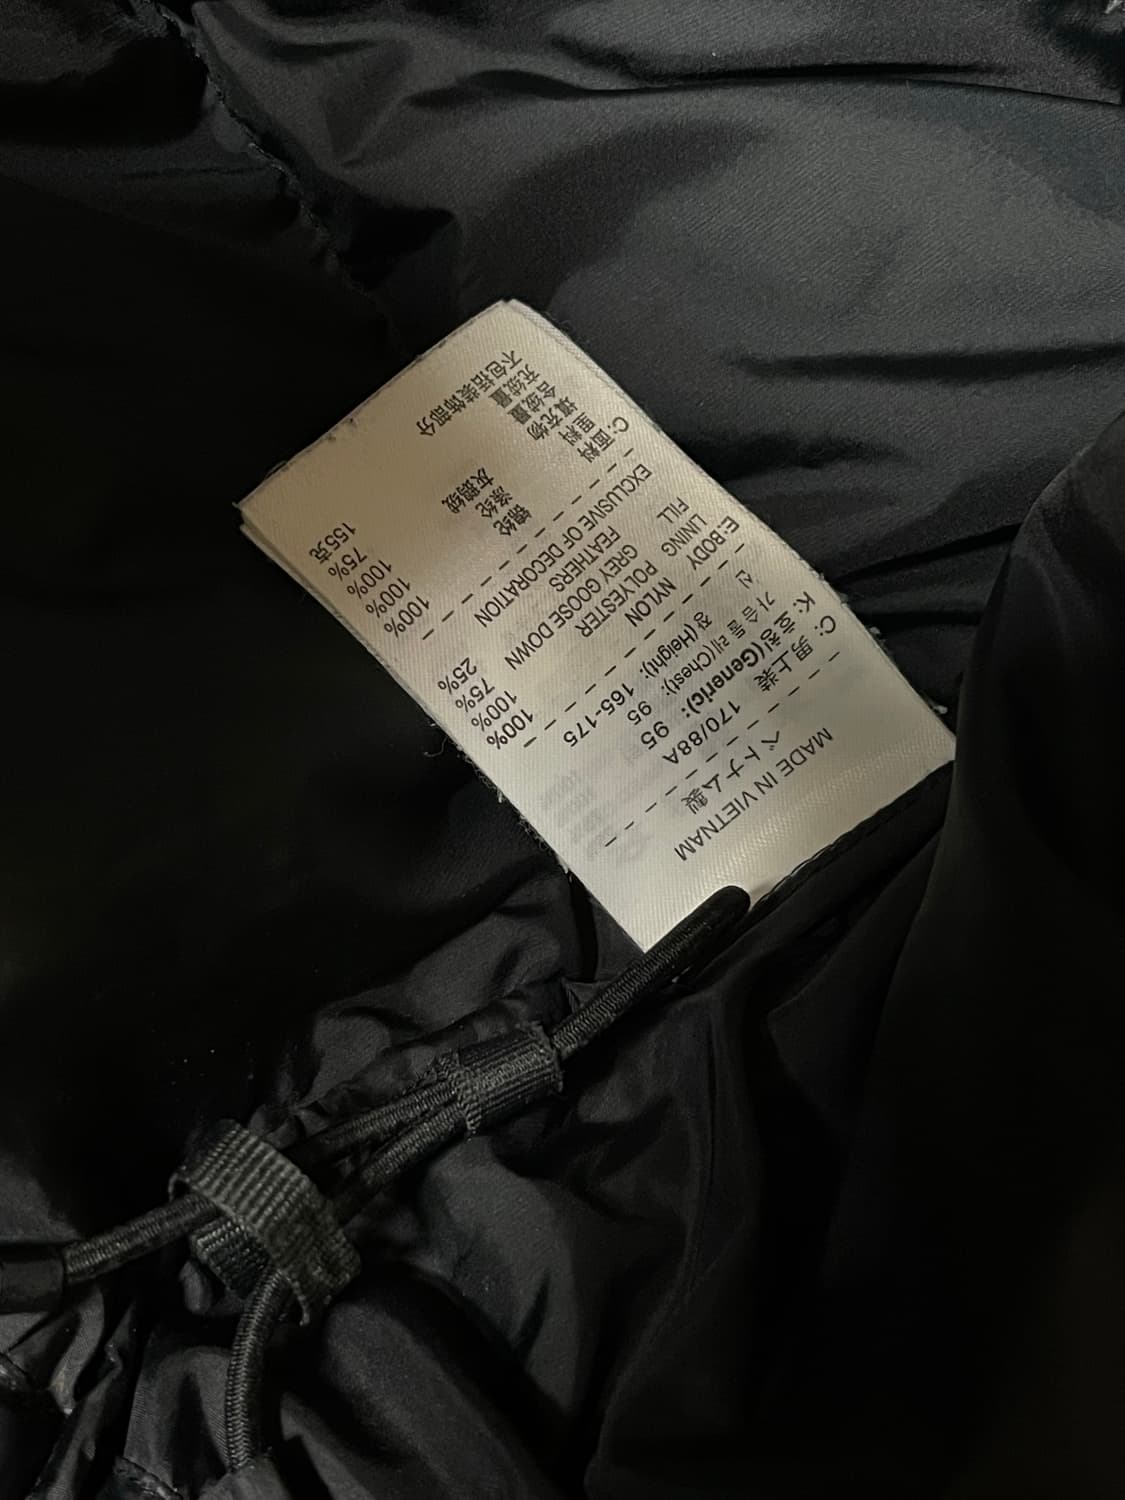 MADE IN VIETNAM
ベトナム製
C: 男上装 170/88A
K: 호칭(Generic): 95
가슴둘레(Chest): 95
신 장(Height): 165-175
E:BODY NYLON 100%
LINING POLYESTER 100%
FILL GREY GOOSE DOWN 75%
FEATHERS 25%
EXCLUSIVE OF DECORATION
C:面料 锦纶 100%
里料 涤纶 100%
填充物 灰鹅绒 100%
含绒量 75%
充绒量 155克
不包括装饰部分